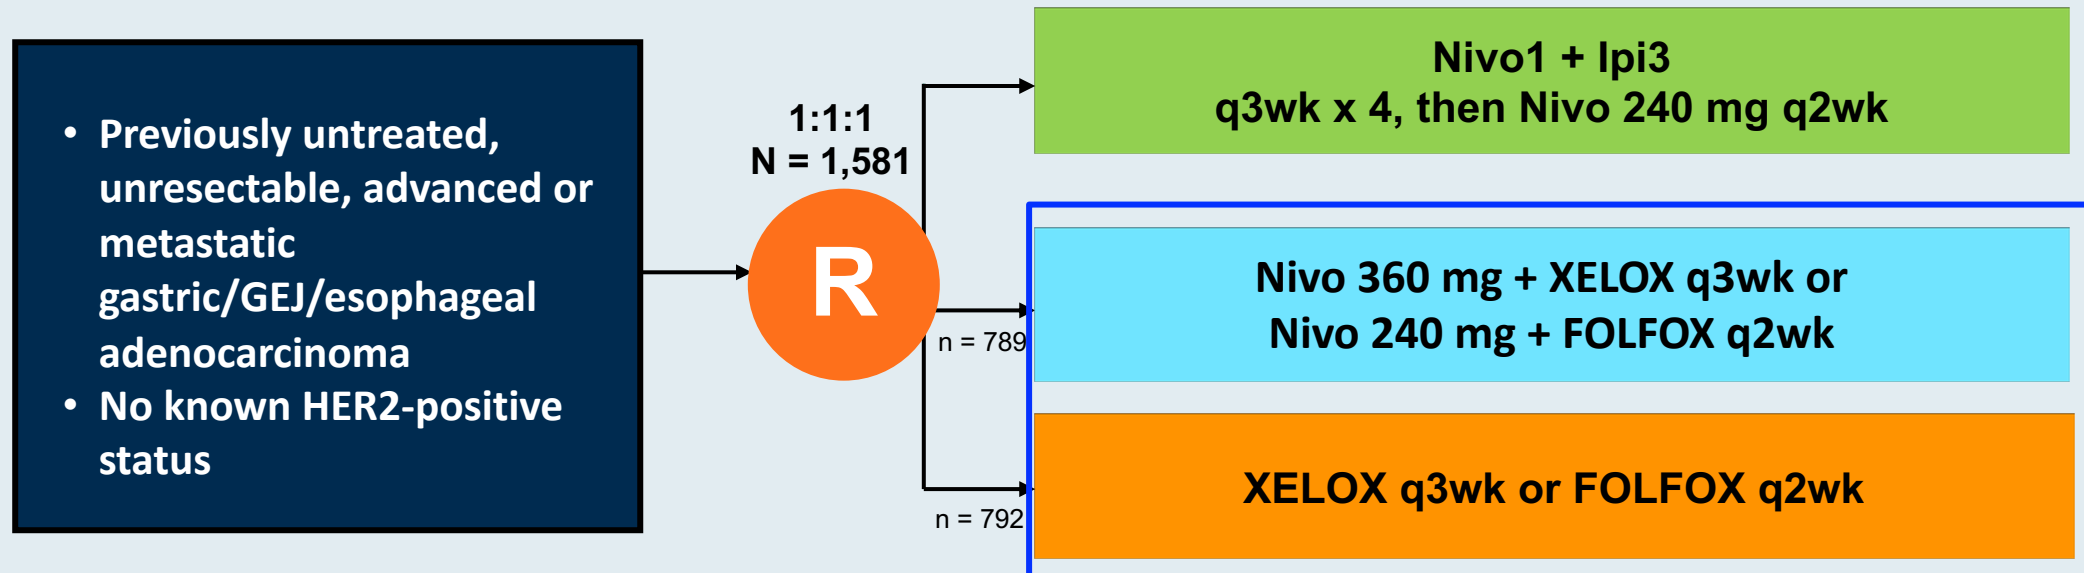 • Previously untreated,
unresectable, advanced or
metastatic
gastric/GEJ/esophageal
adenocarcinoma
• No known HER2-positive
status
1:1:1
N = 1,581
R
n = 789
n = 792
Nivo1 + Ipi3
q3wk x 4, then Nivo 240 mg q2wk
Nivo 360 mg + XELOX q3wk or
Nivo 240 mg + FOLFOX q2wk
XELOX q3wk or FOLFOX q2wk